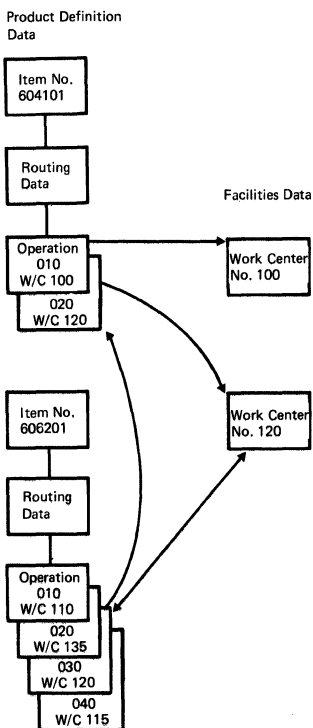 Product Definition
Data
Item No.
604101
Routing
Data
Facilities Data
Operation
010
W/C 100
020
W/C 120
Work Center
No. 100
Item No.
606201
Work Center
No. 120
Routing
Data
Operation
010
W/C 110
020
W/C 135
030
W/C 120
040
W/C 115